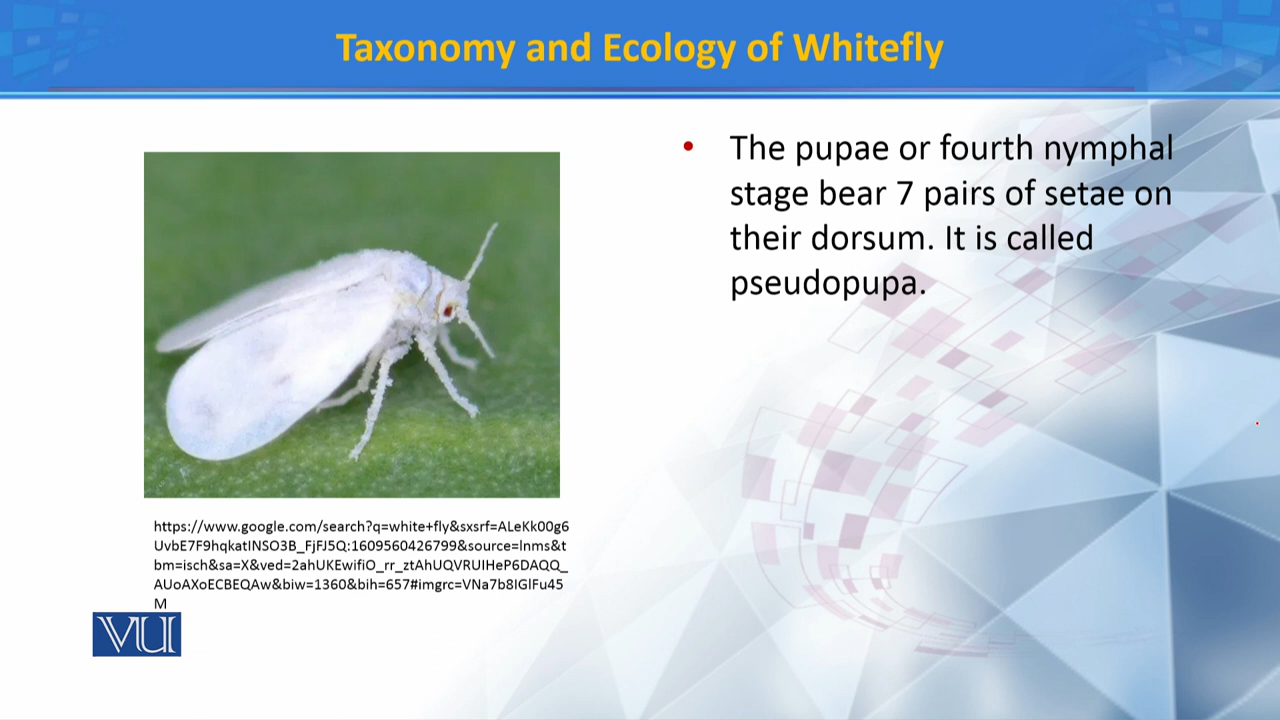 Taxonomy and Ecology of Whitefly
• The pupae or fourth nymphal
stage bear 7 pairs of setae on
their dorsum. It is called
pseudopupa.
https://www.google.com/search?q=white+fly&sxsrf=ALeKk00g6
UvbE7F9hqkatINSO3B_FjFJ5Q:1609560426799&source=lnms&t
bm=isch&sa=X&ved=2ahUKEwifiO_rr_ztAhUQVRUIHeP6DAQQ_
AUoAXoECBEQAw&biw=1360&bih=657#imgrc=VNa7b8IGlFu45
M
VU